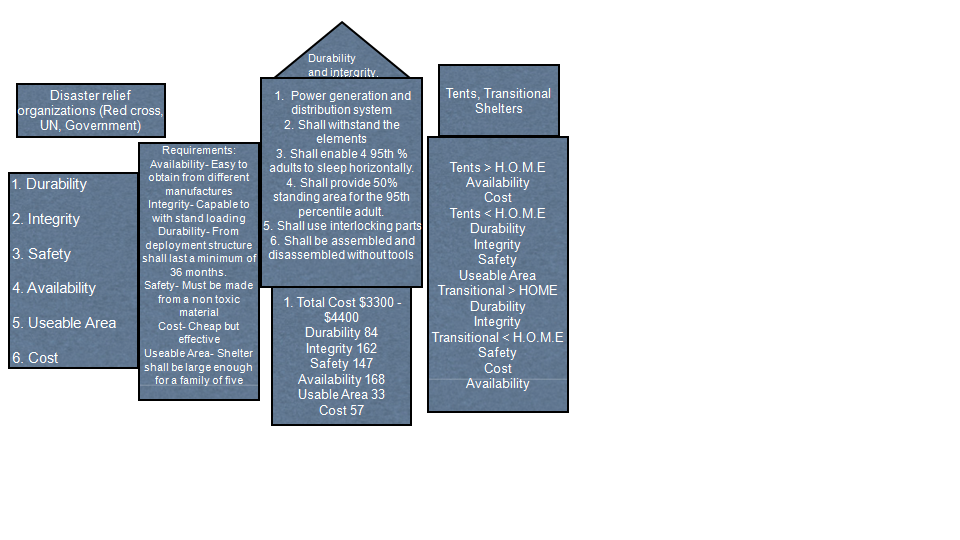 Disaster relief
organizations (Red cross,
UN, Government)
1. Durability
2. Integrity
3. Safety
4. Availability
5. Useable Area
6. Cost
Requirements:
Availability- Easy to
obtain from different
manufactures
Integrity- Capable to
with stand loading
Durability- From
deployment structure
shall last a minimum of
36 months.
Safety- Must be made
from a non toxic
material
Cost- Cheap but
effective
Useable Area- Shelter
shall be large enough
for a family of five
Durability
and intergrity
1. Power generation and
distribution system
2. Shall withstand the
elements
3. Shall enable 4 95th %
adults to sleep horizontally.
4. Shall provide 50%
standing area for the 95th
percentile adult.
5. Shall use interlocking parts
6. Shall be assembled and
disassembled without tools
1. Total Cost $3300 -
$4400
Durability 84
Integrity 162
Safety 147
Availability 168
Usable Area 33
Cost 57
Tents, Transitional
Shelters
Tents > H.O.M.E
Availability
Cost
Tents < H.O.M.E
Durability
Integrity
Safety
Useable Area
Transitional > HOME
Durability
Integrity
Transitional < H.O.M.E
Safety
Cost
Availability